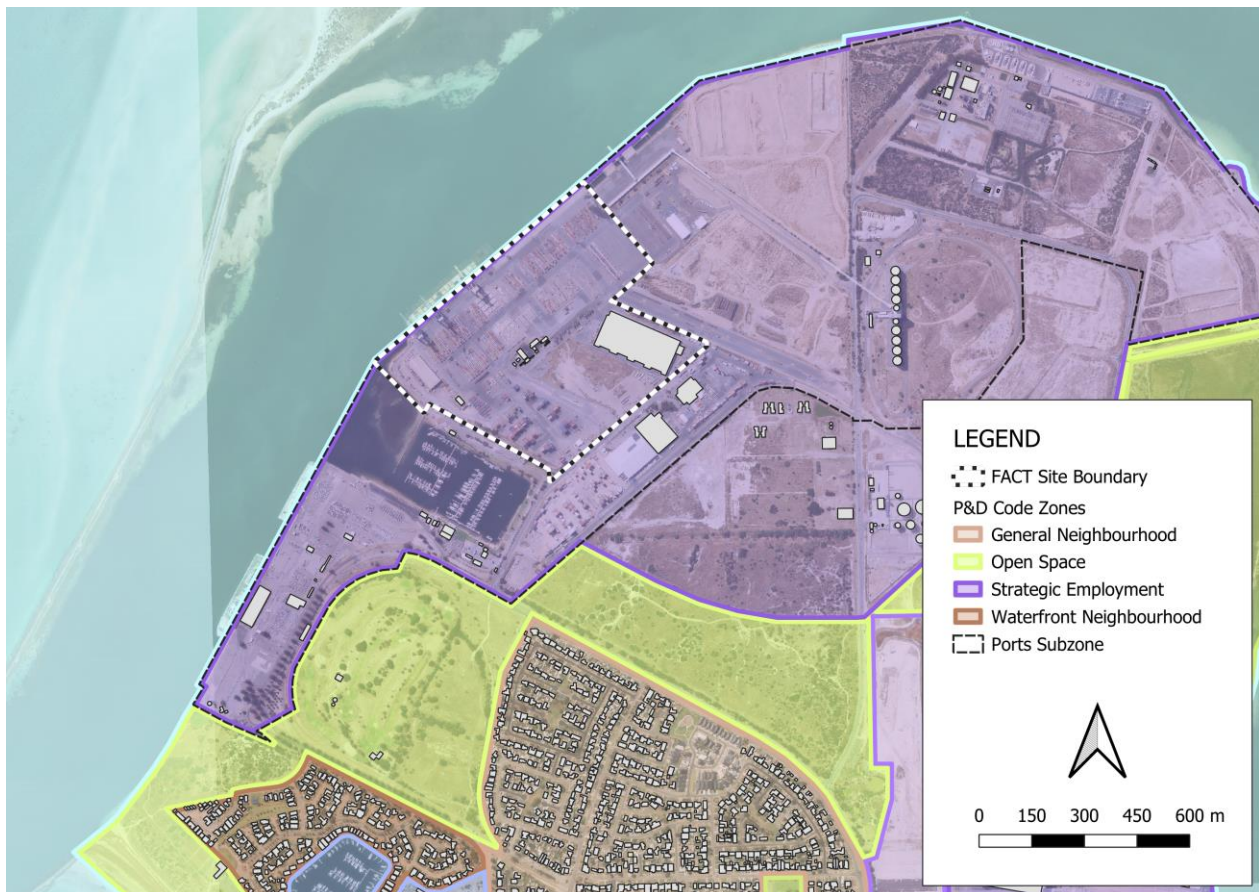 LEGEND
FACT Site Boundary
P&D Code Zones
General Neighbourhood
Open Space
Strategic Employment
Waterfront Neighbourhood
Ports Subzone
0 150 300 450 600 m